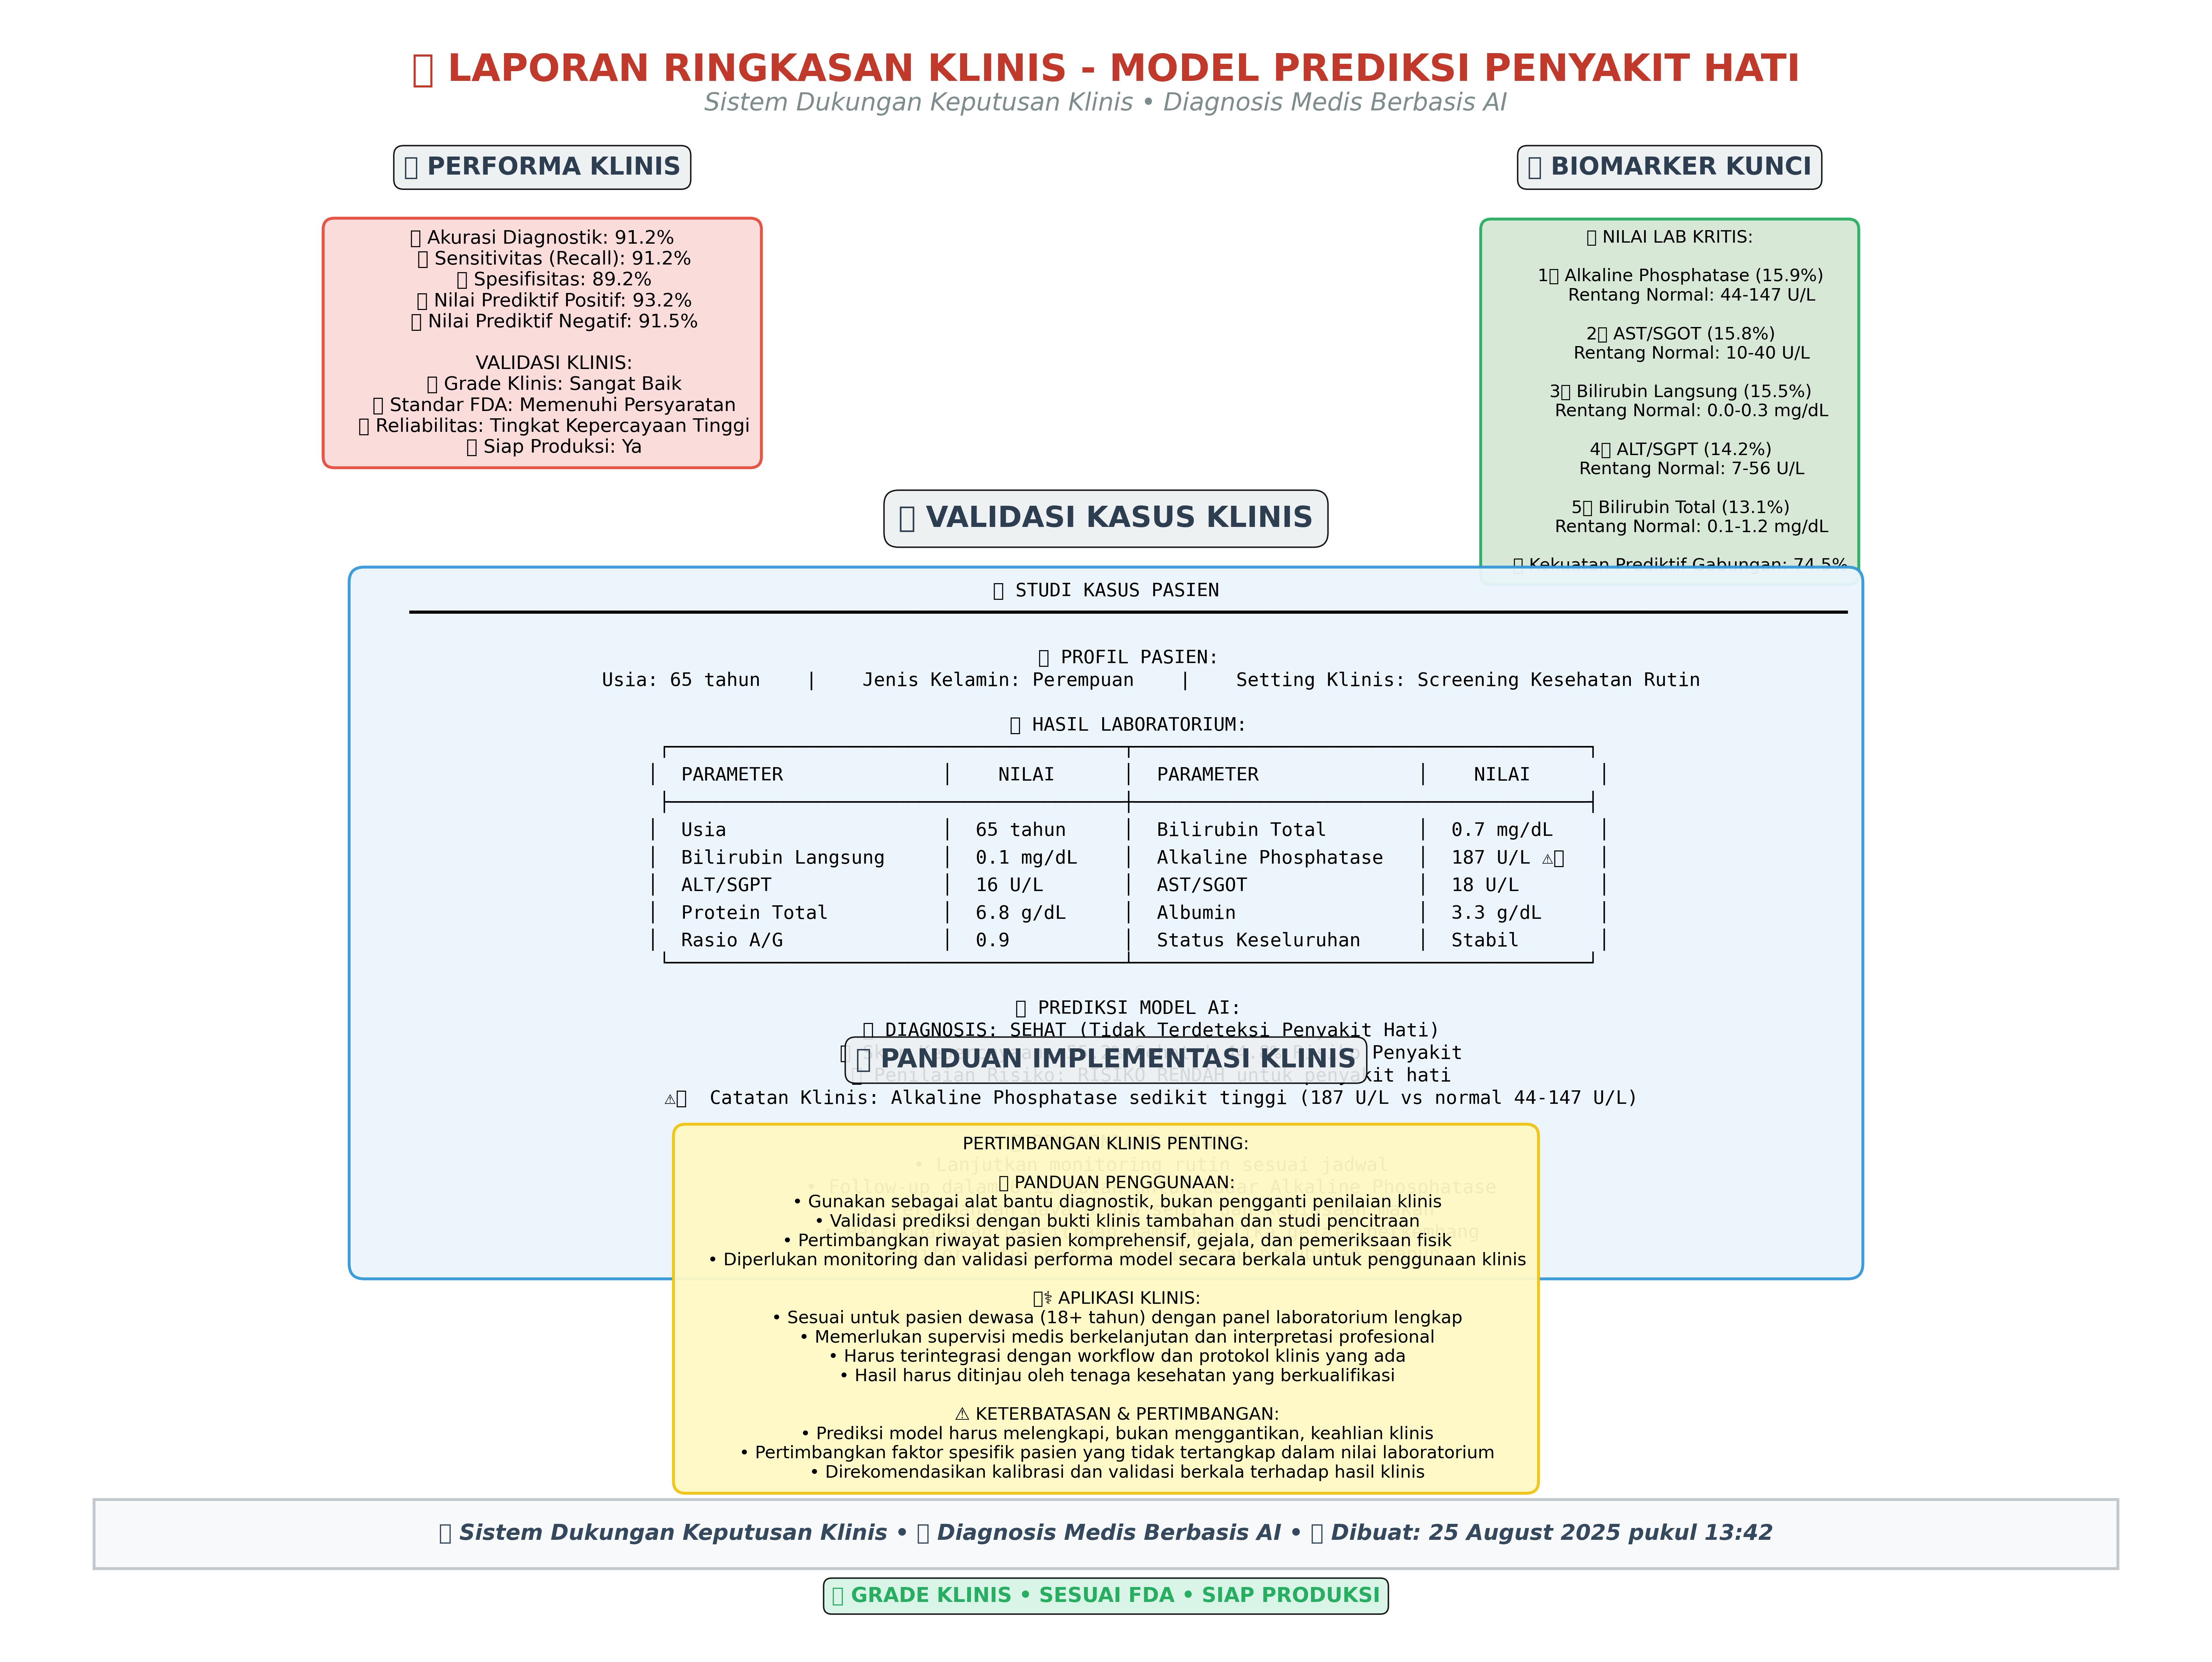 LAPORAN RINGKASAN KLINIS - MODEL PREDIKSI PENYAKIT HATI
Sistem Dukungan Keputusan Klinis • Diagnosis Medis Berbasis AI
PERFORMA KLINIS
Akurasi Diagnostik: 91.2%
Sensitivitas (Recall): 91.2%
Spesifisitas: 89.2%
Nilai Prediktif Positif: 93.2%
Nilai Prediktif Negatif: 91.5%
VALIDASI KLINIS:
Grade Klinis: Sangat Baik
Standar FDA: Memenuhi Persyaratan
Reliabilitas: Tingkat Kepercayaan Tinggi
Siap Produksi: Ya
BIOMARKER KUNCI
NILAI LAB KRITIS:
1 Alkaline Phosphatase (15.9%)
Rentang Normal: 44-147 U/L
2 AST/SGOT (15.8%)
Rentang Normal: 10-40 U/L
3 Bilirubin Langsung (15.5%)
Rentang Normal: 0.0-0.3 mg/dL
4 ALT/SGPT (14.2%)
Rentang Normal: 7-56 U/L
5 Bilirubin Total (13.1%)
Rentang Normal: 0.1-1.2 mg/dL
Kekuatan Prediktif Gabungan: 74.5%
VALIDASI KASUS KLINIS
STUDI KASUS PASIEN
PROFIL PASIEN:
Usia: 65 tahun | Jenis Kelamin: Perempuan | Setting Klinis: Screening Kesehatan Rutin
HASIL LABORATORIUM:
PARAMETER | NILAI | PARAMETER | NILAI
Usia | 65 tahun | Bilirubin Total | 0.7 mg/dL
Bilirubin Langsung | 0.1 mg/dL | Alkaline Phosphatase | 187 U/L ⚠
ALT/SGPT | 16 U/L | AST/SGOT | 18 U/L
Protein Total | 6.8 g/dL | Albumin | 3.3 g/dL
Rasio A/G | 0.9 | Status Keseluruhan | Stabil
PREDIKSI MODEL AI:
DIAGNOSIS: SEHAT (Tidak Terdeteksi Penyakit Hati)
Penyakit
Penilaian Risiko: RISIKO RENDAH untuk penyakit hati
⚠ Catatan Klinis: Alkaline Phosphatase sedikit tinggi (187 U/L vs normal 44-147 U/L)
PANDUAN IMPLEMENTASI KLINIS
• Lanjutkan monitoring rutin sesuai jadwal
• Follow-up dalam Alkaline Phosphatase
PERTIMBANGAN KLINIS PENTING:
PANDUAN PENGGUNAAN:
• Gunakan sebagai alat bantu diagnostik, bukan pengganti penilaian klinis
• Validasi prediksi dengan bukti klinis tambahan dan studi pencitraan
• Pertimbangkan riwayat pasien komprehensif, gejala, dan pemeriksaan fisik
• Diperlukan monitoring dan validasi performa model secara berkala untuk penggunaan klinis
⚕ APLIKASI KLINIS:
• Sesuai untuk pasien dewasa (18+ tahun) dengan panel laboratorium lengkap
• Memerlukan supervisi medis berkelanjutan dan interpretasi profesional
• Harus terintegrasi dengan workflow dan protokol klinis yang ada
• Hasil harus ditinjau oleh tenaga kesehatan yang berkualifikasi
⚠ KETERBATASAN & PERTIMBANGAN:
• Prediksi model harus melengkapi, bukan menggantikan, keahlian klinis
• Pertimbangkan faktor spesifik pasien yang tidak tertangkap dalam nilai laboratorium
• Direkomendasikan kalibrasi dan validasi berkala terhadap hasil klinis
Sistem Dukungan Keputusan Klinis • Diagnosis Medis Berbasis AI • Dibuat: 25 August 2025 pukul 13:42
GRADE KLINIS • SESUAI FDA • SIAP PRODUKSI